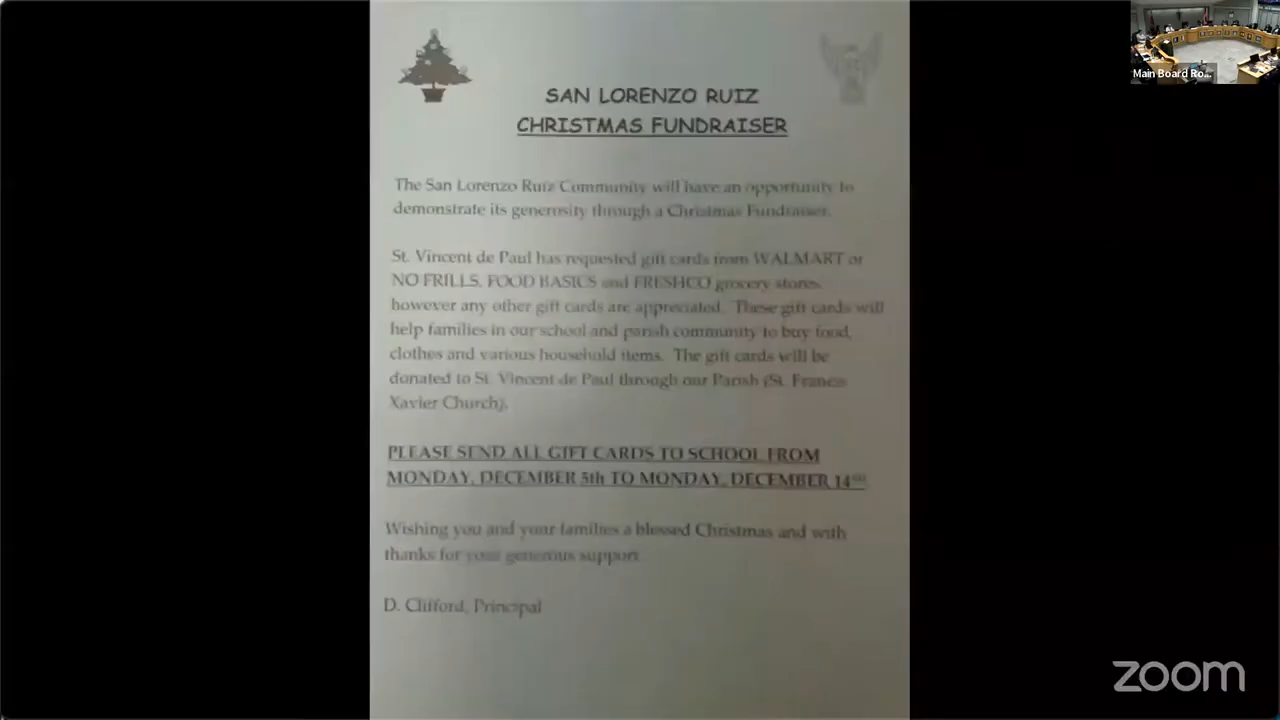 Main Board Ro...
SAN LORENZO RUIZ
CHRISTMAS FUNDRAISER
The San Lorenzo Ruiz Community will have an opportunity to
demonstrate its generosity through a Christmas Fundraiser.
St. Vincent de Paul has requested gift cards from WALMART or
NO FRILLS, FOOD BASICS and FRESHCO grocery stores,
however any other gift cards are appreciated. These gift cards will
help families in our school and parish community to buy food,
clothes and various household items. The gift cards will be
donated to St. Vincent de Paul through our Parish (St. Francis
Xavier Church).
PLEASE SEND ALL GIFT CARDS TO SCHOOL FROM
MONDAY, DECEMBER 5th TO MONDAY, DECEMBER 14
Wishing you and your families a blessed Christmas and with
thanks for your generous support
D. Clifford, Principal
zoom